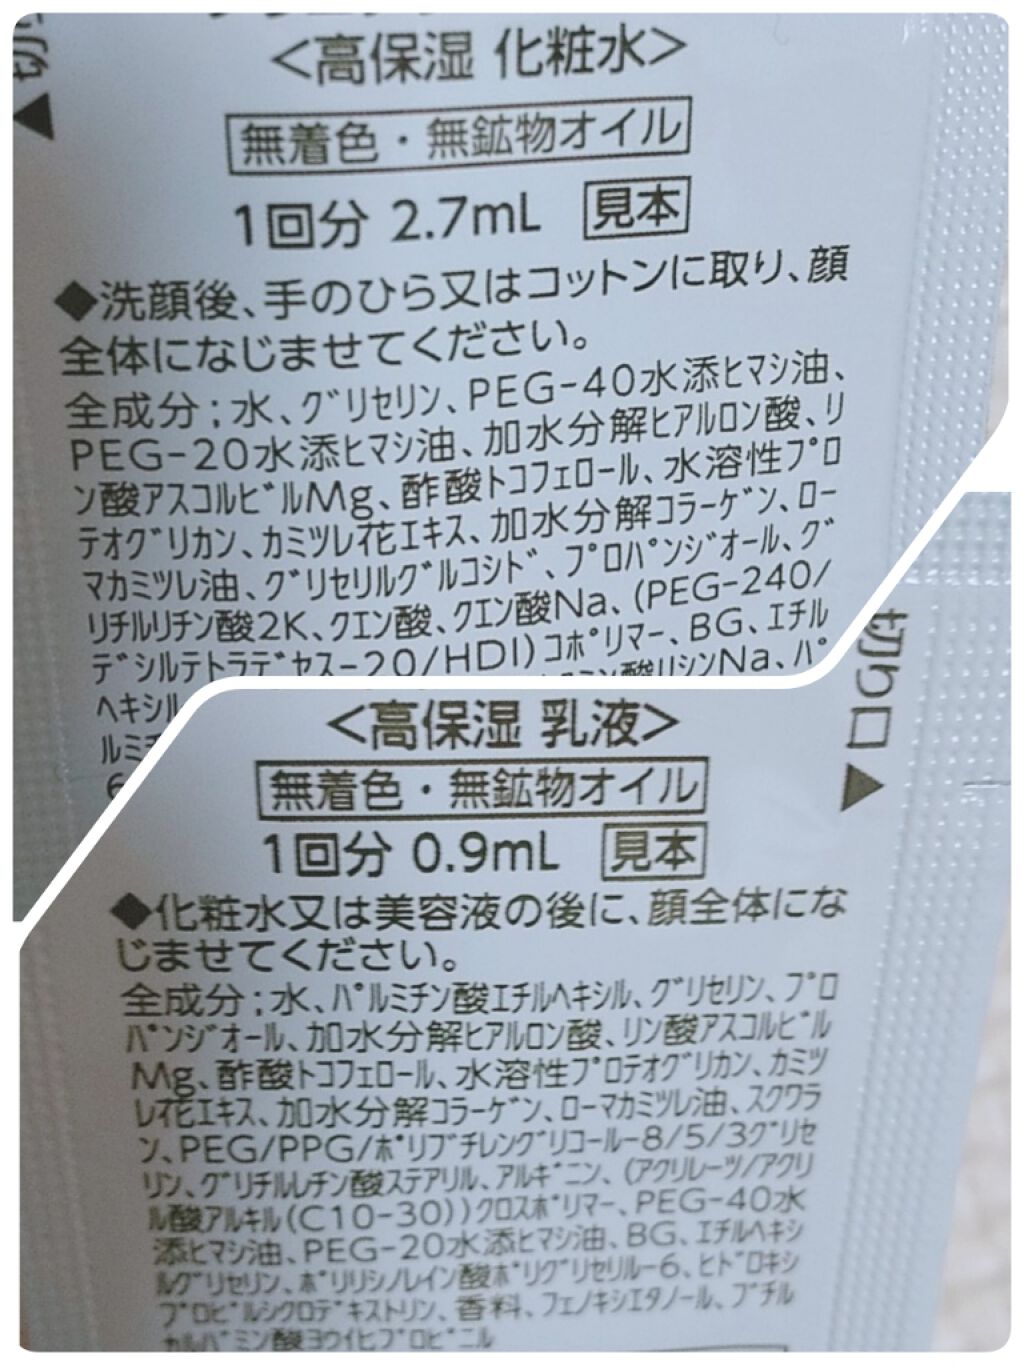 切り
<高保湿 化粧水>
無着色・無鉱物オイル
1回分 2.7mL 見本
◆洗顔後、手のひら又はコットンに取り、顔
全体になじませてください。
全成分;水、グリセリン、PEG-40水添ヒマシ油、
PEG-20水添ヒマシ油、加水分解ヒアルロン酸、リ
ン酸アスコルビルMg、酢酸トコフェロール、水溶性プロ
テオグリカン、カミツレ花エキス、加水分解コラーゲン、ロー
マカミツレ油、グリセリルグルコシド、プロパンジオール、グ
リチルリチン酸2K、クエン酸、クエン酸Na、(PEG-240/
デシルテトラデセス-20/HDI)コポリマー、BG、エチル
ヘキシル ミン酸リシンNa、パ
ルミチ
6
切り口
<高保湿 乳液>
無着色・無鉱物オイル
1回分 0.9mL 見本
◆化粧水又は美容液の後に、顔全体にな
じませてください。
全成分;水、パルミチン酸エチルヘキシル、グリセリン、プロ
パンジオール、加水分解ヒアルロン酸、リン酸アスコルビル
Mg、酢酸トコフェロール、水溶性プロテオグリカン、カミツ
レ花エキス、加水分解コラーゲン、ローマカミツレ油、スクワラ
ン、PEG/PPG/ポリブチレングリコール-8/5/3グリセ
リン、グリチルレチン酸ステアリル、アルギニン、(アクリレーツ/アクリ
ル酸アルキル(C10-30))クロスポリマー、PEG-40水
添ヒマシ油、PEG-20水添ヒマシ油、BG、エチルヘキシ
ルグリセリン、ポリリシノレイン酸ポリグリセリル-6、ヒドロキシ
プロピルシクロデキストリン、香料、フェノキシエタノール、ブチル
カルバミン酸ヨウ化プロピニル